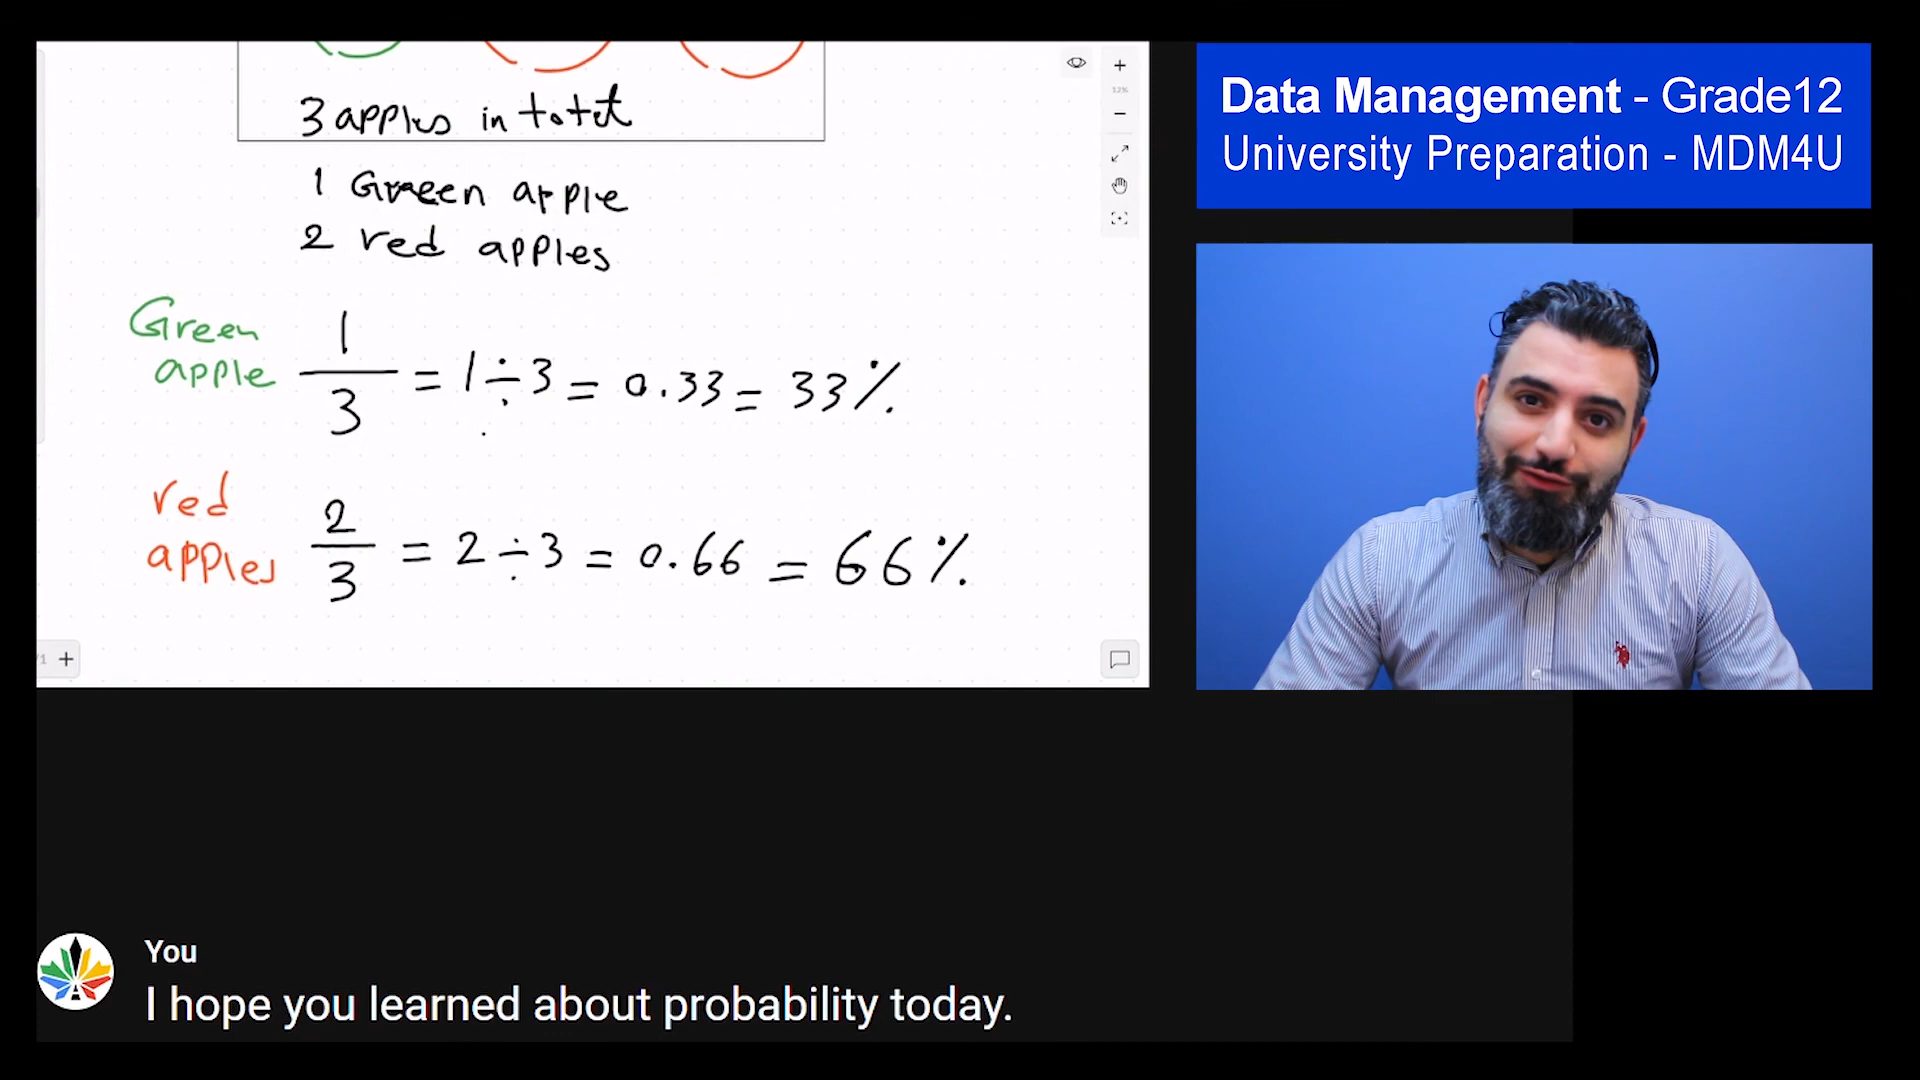 3 apples in total
1 Green apple
2 red apples
Green
apple
1
3
= 1 ÷ 3 = 0.33 = 33%
red
apples
2
3
= 2 ÷ 3 = 0.66 = 66%
12%
/1 +
Data Management - Grade12
University Preparation - MDM4U
You
I hope you learned about probability today.